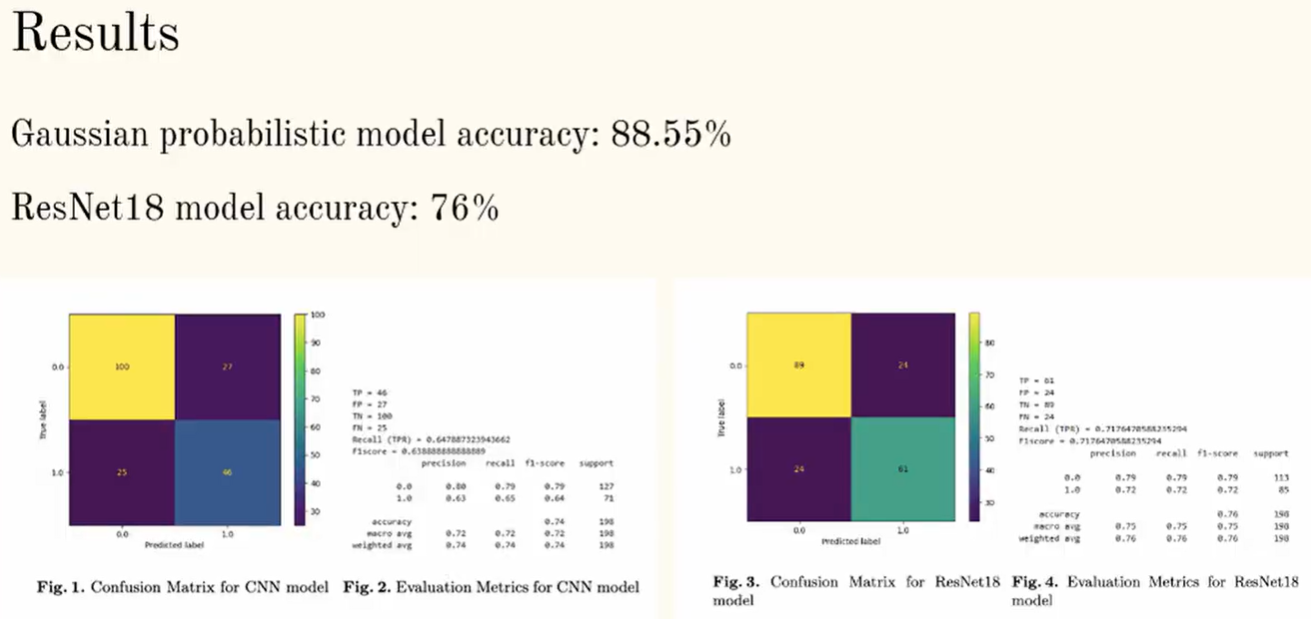 Results
Gaussian probabilistic model accuracy: 88.55%
ResNet18 model accuracy: 76%
100
27
25
46
0.0
1.0
True label
0.0 1.0
Predicted label
100
90
80
70
60
50
40
30
TP = 46
FP = 27
TN = 100
FN = 25
Recall (TPR) = 0.647887323943662
F1score = 0.638888888888889
precision recall f1-score support
0.0 0.80 0.79 0.79 127
1.0 0.63 0.65 0.64 71
accuracy 0.74 198
macro avg 0.72 0.72 0.72 198
weighted avg 0.74 0.74 0.74 198
Fig. 1. Confusion Matrix for CNN model
Fig. 2. Evaluation Metrics for CNN model
89
24
24
61
0.0
1.0
True label
0.0 1.0
Predicted label
80
70
60
50
40
30
TP = 61
FP = 24
TN = 89
FN = 24
Recall (TPR) = 0.7176470588235294
F1score = 0.7176470588235294
precision recall f1-score support
0.0 0.79 0.79 0.79 113
1.0 0.72 0.72 0.72 85
accuracy 0.76 198
macro avg 0.75 0.75 0.75 198
weighted avg 0.76 0.76 0.76 198
Fig. 3. Confusion Matrix for ResNet18
model
Fig. 4. Evaluation Metrics for ResNet18
model